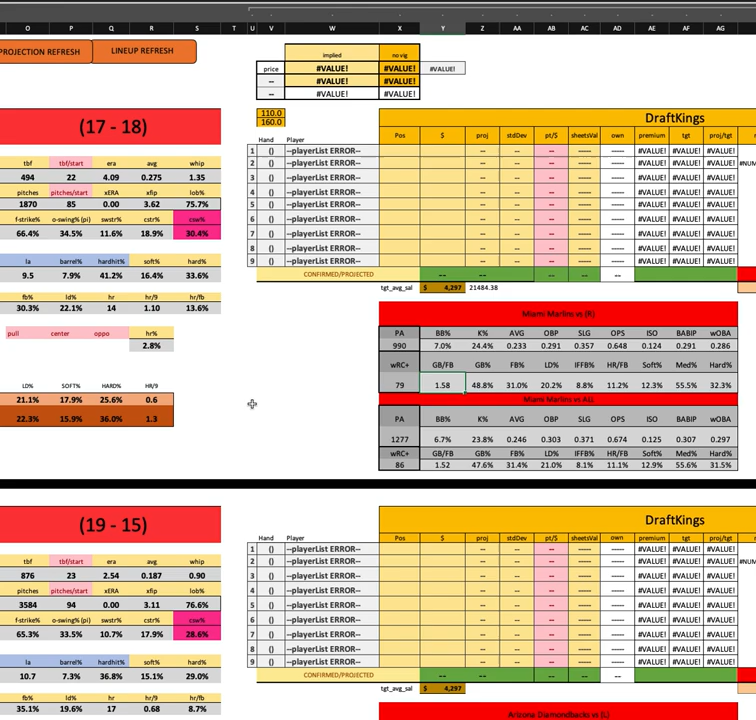 O P Q R S T U V W X Y Z AA AB AC AD AE AF AG
PROJECTION REFRESH LINEUP REFRESH
implied no vig
price #VALUE! #VALUE! #VALUE!
-- #VALUE! #VALUE!
-- #VALUE! #VALUE!
110.0
160.0
(17 - 18)
DraftKings
Hand Player Pos $ proj stdDev pt/$ sheetsVal own premium tgt proj/tgt
1 () --playerList ERROR-- -- -- -- ----- ----- #VALUE! #VALUE! #VALUE!
2 () --playerList ERROR-- -- -- -- ----- ----- #VALUE! #VALUE! #VALUE! #NUM
3 () --playerList ERROR-- -- -- -- ----- ----- #VALUE! #VALUE! #VALUE!
4 () --playerList ERROR-- -- -- -- ----- ----- #VALUE! #VALUE! #VALUE!
5 () --playerList ERROR-- -- -- -- ----- ----- #VALUE! #VALUE! #VALUE!
6 () --playerList ERROR-- -- -- -- ----- ----- #VALUE! #VALUE! #VALUE!
7 () --playerList ERROR-- -- -- -- ----- ----- #VALUE! #VALUE! #VALUE!
8 () --playerList ERROR-- -- -- -- ----- ----- #VALUE! #VALUE! #VALUE!
9 () --playerList ERROR-- -- -- -- ----- ----- #VALUE! #VALUE! #VALUE!
CONFIRMED/PROJECTED -- -- -- -- --
tgt_avg_sal $ 4,297 21484.38
tbf tbf/start era avg whip
494 22 4.09 0.275 1.35
pitches pitches/start xERA xfip lob%
1870 85 0.00 3.62 75.7%
f-strike% o-swing% (pi) swstr% cstr% csw%
66.4% 34.5% 11.6% 18.9% 30.4%
la barrel% hardhit% soft% hard%
9.5 7.9% 41.2% 16.4% 33.6%
fb% ld% hr hr/9 hr/fb
30.3% 22.1% 14 1.10 13.6%
pull center oppo hr%
2.8%
LD% SOFT% HARD% HR/9
21.1% 17.9% 25.6% 0.6
22.3% 15.9% 36.0% 1.3
Miami Marlins vs (R)
PA BB% K% AVG OBP SLG OPS ISO BABIP wOBA
990 7.0% 24.4% 0.233 0.291 0.357 0.648 0.124 0.291 0.286
wRC+ GB/FB GB% FB% LD% IFFB% HR/FB Soft% Med% Hard%
79 1.58 48.8% 31.0% 20.2% 8.8% 11.2% 12.3% 55.5% 32.3%
Miami Marlins vs ALL
PA BB% K% AVG OBP SLG OPS ISO BABIP wOBA
1277 6.7% 23.8% 0.246 0.303 0.371 0.674 0.125 0.307 0.297
wRC+ GB/FB GB% FB% LD% IFFB% HR/FB Soft% Med% Hard%
86 1.52 47.6% 31.4% 21.0% 8.1% 11.1% 12.9% 55.6% 31.5%
(19 - 15)
DraftKings
Hand Player Pos $ proj stdDev pt/$ sheetsVal own premium tgt proj/tgt
1 () --playerList ERROR-- -- -- -- ----- ----- #VALUE! #VALUE! #VALUE!
2 () --playerList ERROR-- -- -- -- ----- ----- #VALUE! #VALUE! #VALUE! #NUM
3 () --playerList ERROR-- -- -- -- ----- ----- #VALUE! #VALUE! #VALUE!
4 () --playerList ERROR-- -- -- -- ----- ----- #VALUE! #VALUE! #VALUE!
5 () --playerList ERROR-- -- -- -- ----- ----- #VALUE! #VALUE! #VALUE!
6 () --playerList ERROR-- -- -- -- ----- ----- #VALUE! #VALUE! #VALUE!
7 () --playerList ERROR-- -- -- -- ----- ----- #VALUE! #VALUE! #VALUE!
8 () --playerList ERROR-- -- -- -- ----- ----- #VALUE! #VALUE! #VALUE!
9 () --playerList ERROR-- -- -- -- ----- ----- #VALUE! #VALUE! #VALUE!
CONFIRMED/PROJECTED -- -- -- -- --
tgt_avg_sal $ 4,297
tbf tbf/start era avg whip
876 23 2.54 0.187 0.90
pitches pitches/start xERA xfip lob%
3584 94 0.00 3.11 76.6%
f-strike% o-swing% (pi) swstr% cstr% csw%
65.3% 33.5% 10.7% 17.9% 28.6%
la barrel% hardhit% soft% hard%
10.7 7.3% 36.8% 15.1% 29.0%
fb% ld% hr hr/9 hr/fb
35.1% 19.6% 17 0.68 8.7%
Arizona Diamondbacks vs (L)